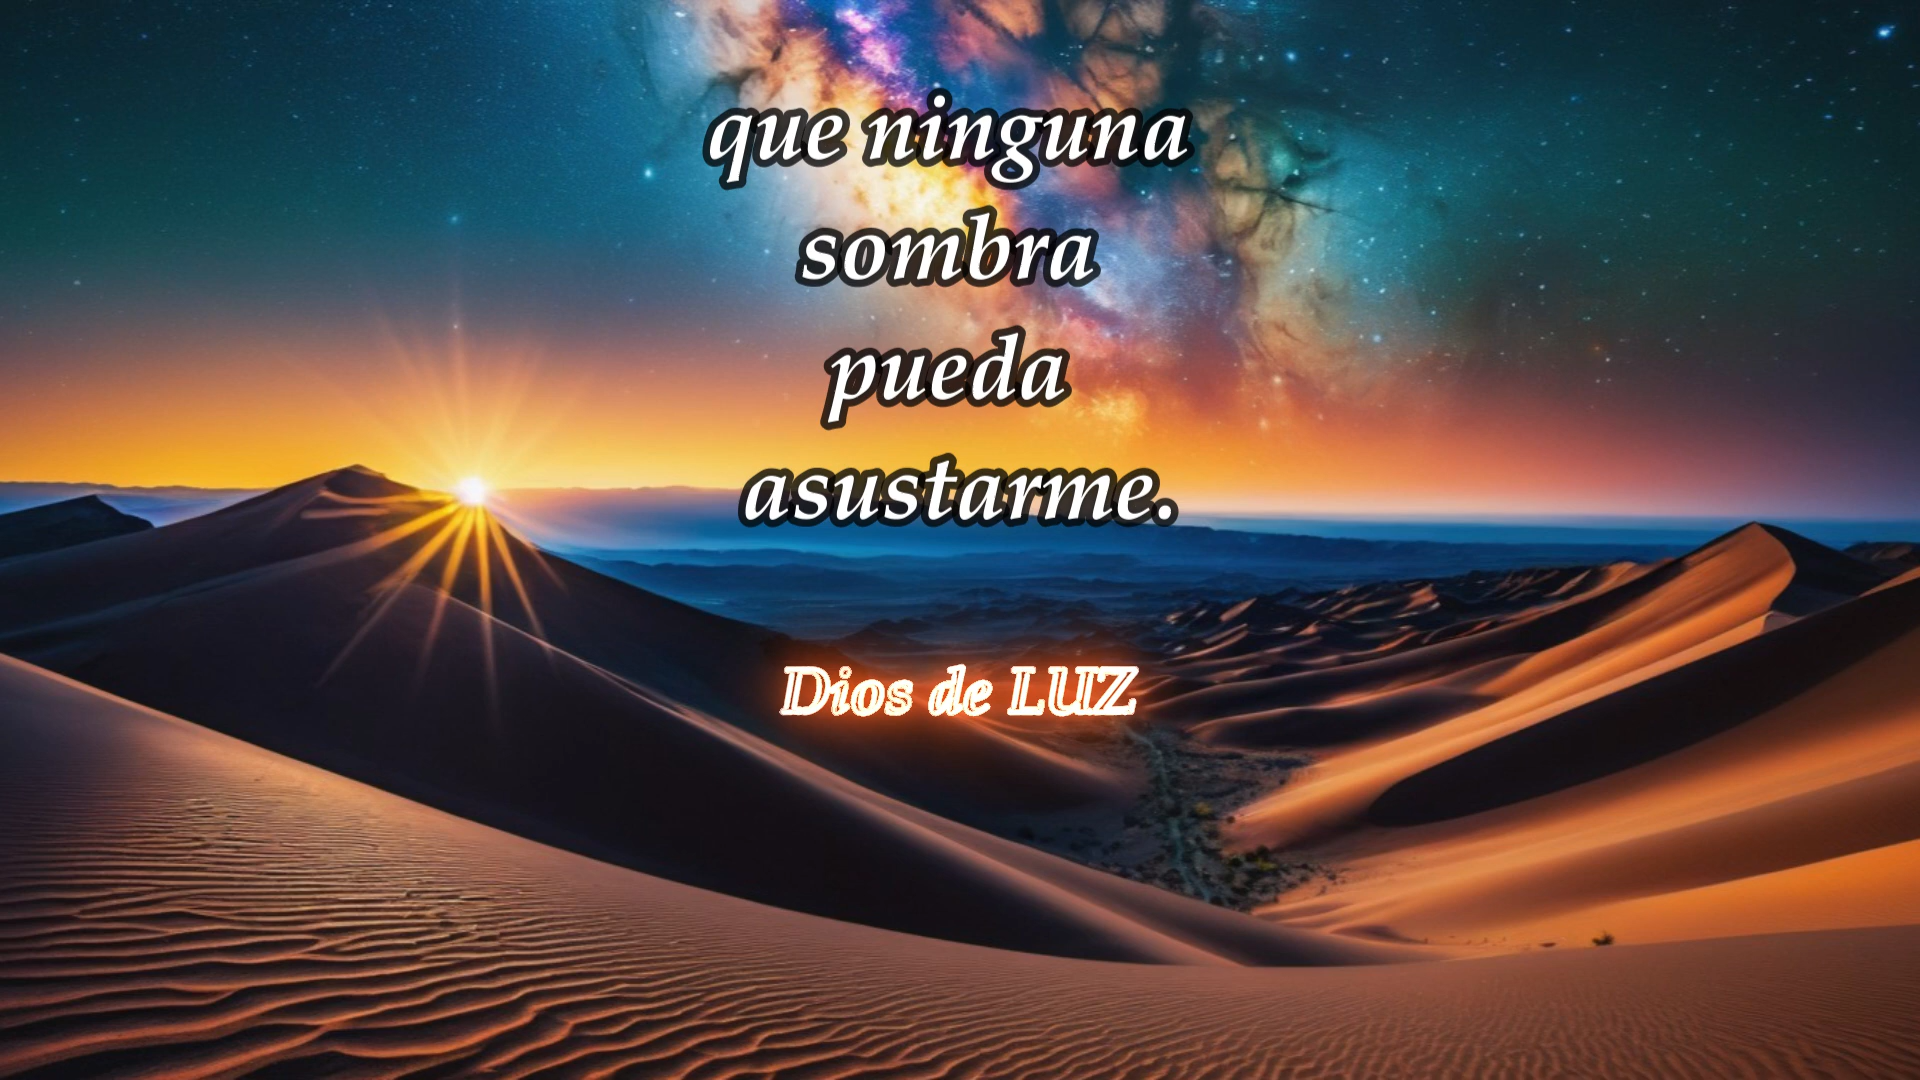 que ninguna
sombra
pueda
asustarme.
Dios de LUZ